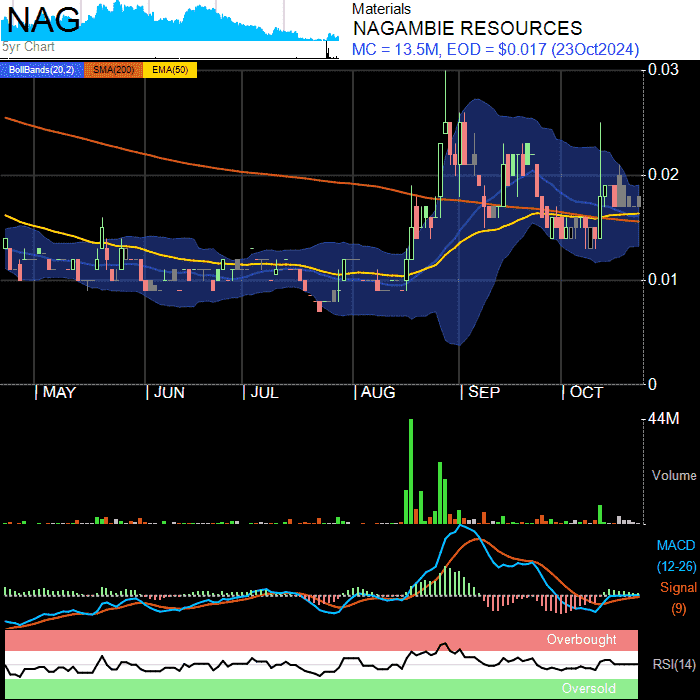 NAG
5yr Chart
Materials
NAGAMBIE RESOURCES
MC = 13.5M, EOD = $0.017 (23Oct2024)
BollBands(20,2) SMA(200) EMA(50)
0.03
0.02
0.01
0
MAY JUN JUL AUG SEP OCT
44M
Volume
MACD
(12-26)
Signal
(9)
Overbought
RSI(14)
Oversold